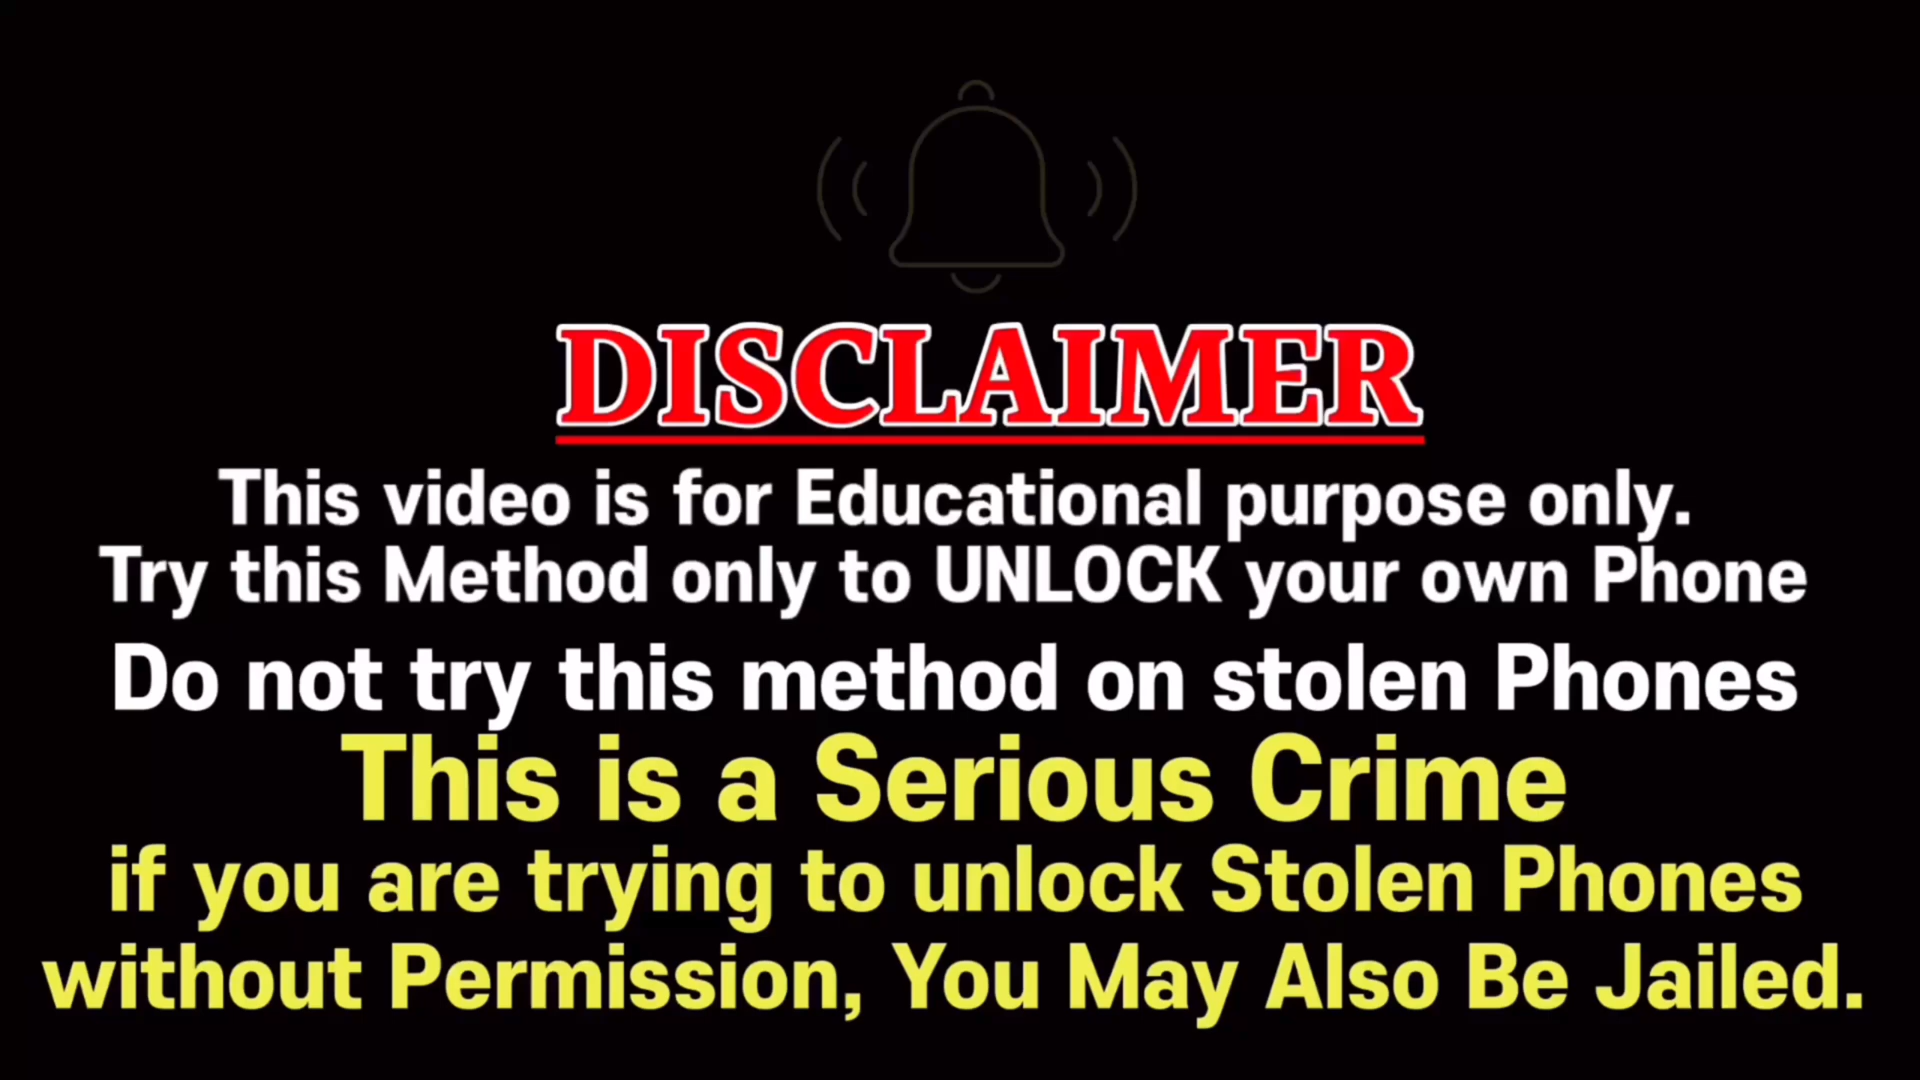 DISCLAIMER
This video is for Educational purpose only.
Try this Method only to UNLOCK your own Phone
Do not try this method on stolen Phones
This is a Serious Crime
if you are trying to unlock Stolen Phones
without Permission, You May Also Be Jailed.